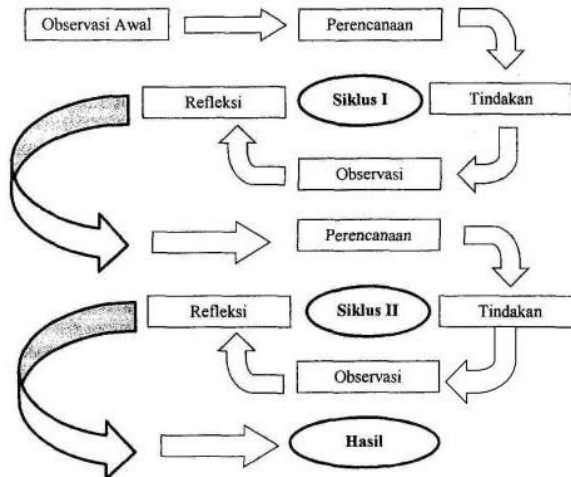 Observasi Awal
Perencanaan
Refleksi
Siklus I
Tindakan
Observasi
Perencanaan
Refleksi
Siklus II
Tindakan
Observasi
Hasil